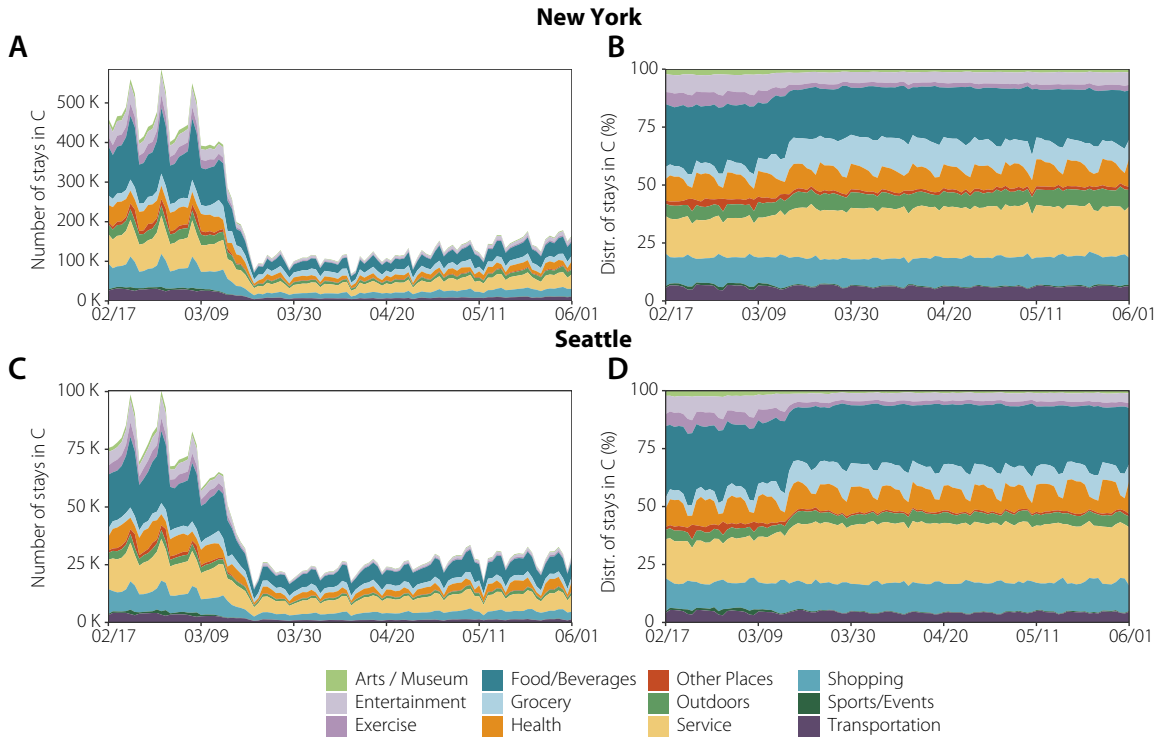 New York
A
B
Number of stays in C
500 K
400 K
300 K
200 K
100 K
0 K
02/17 03/09 03/30 04/20 05/11 06/01
Distr. of stays in C (%)
100
75
50
25
0
02/17 03/09 03/30 04/20 05/11 06/01
Seattle
C
D
Number of stays in C
100 K
75 K
50 K
25 K
0 K
02/17 03/09 03/30 04/20 05/11 06/01
Distr. of stays in C (%)
100
75
50
25
0
02/17 03/09 03/30 04/20 05/11 06/01
Arts / Museum Food/Beverages Other Places Shopping
Entertainment Grocery Outdoors Sports/Events
Exercise Health Service Transportation